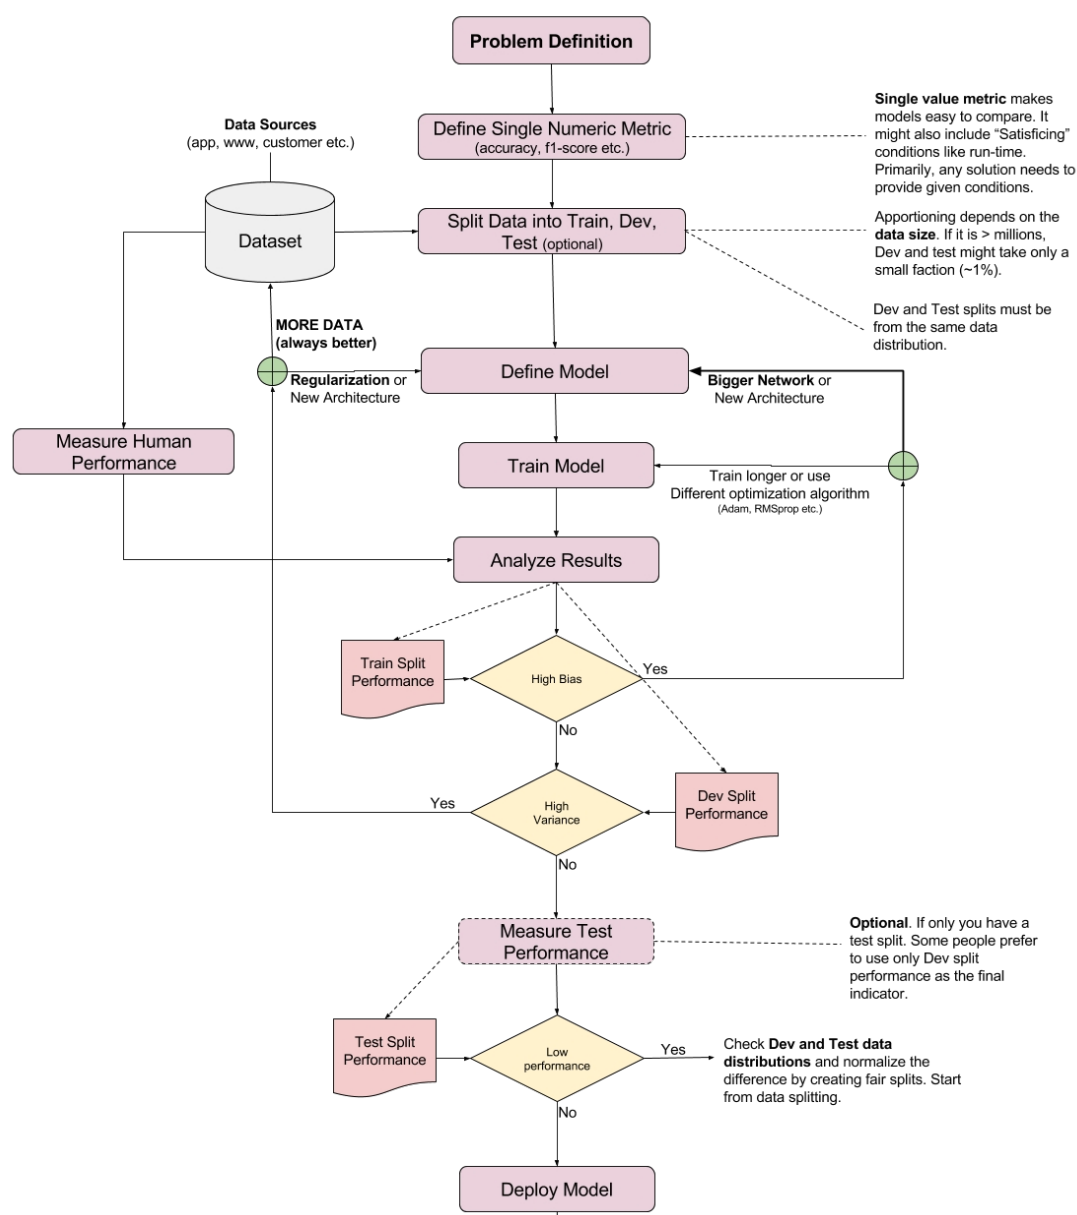 Problem Definition
Define Single Numeric Metric
(accuracy, f1-score etc.)
Single value metric makes
models easy to compare. It
might also include “Satisficing”
conditions like run-time.
Primarily, any solution needs to
provide given conditions.
Data Sources
(app, www, customer etc.)
Dataset
Split Data into Train, Dev,
Test (optional)
Apportioning depends on the
data size. If it is > millions,
Dev and test might take only a
small faction (~1%).
Dev and Test splits must be
from the same data
distribution.
MORE DATA
(always better)
Regularization or
New Architecture
Define Model
Bigger Network or
New Architecture
Measure Human
Performance
Train Model
Train longer or use
Different optimization algorithm
(Adam, RMSprop etc.)
Analyze Results
Train Split
Performance
High Bias
Yes
No
Yes
High
Variance
Dev Split
Performance
No
Measure Test
Performance
Optional. If only you have a
test split. Some people prefer
to use only Dev split
performance as the final
indicator.
Test Split
Performance
Low
performance
Yes
Check Dev and Test data
distributions and normalize the
difference by creating fair splits. Start
from data splitting.
No
Deploy Model